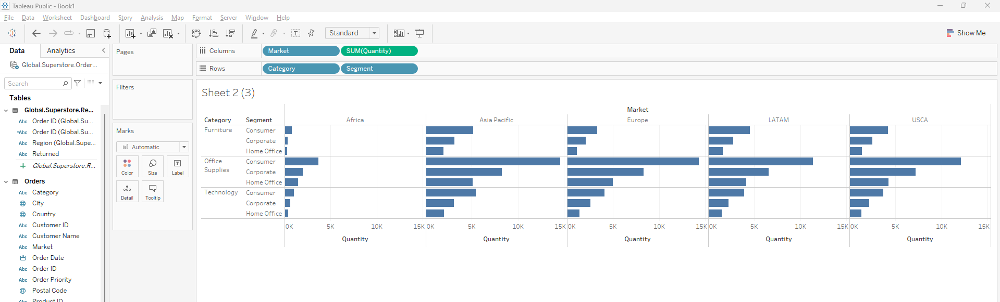 Tableau Public - Book1
File Data Worksheet Dashboard Story Analysis Map Format Server Window Help
Standard
Show Me
Data Analytics
Global.Superstore.Order...
Search
Tables
Global.Superstore.Re...
Abc Order ID (Global.Su...
=Abc Order ID (Global.Su...
Abc Region (Global.Supe...
Abc Returned
# Global.Superstore.R...
Orders
Abc Category
City
Country
Abc Customer ID
Abc Customer Name
Abc Market
Order Date
Abc Order ID
Abc Order Priority
Postal Code
Abc Product ID
Pages
Filters
Marks
Automatic
Color Size Label
Detail Tooltip
Columns Market SUM(Quantity)
Rows Category Segment
Sheet 2 (3)
Market
Category Segment Africa Asia Pacific Europe LATAM USCA
Furniture Consumer
Corporate
Home Office
Office Supplies Consumer
Corporate
Home Office
Technology Consumer
Corporate
Home Office
0K 5K 10K 15K 0K 5K 10K 15K 0K 5K 10K 15K 0K 5K 10K 15K 0K 5K 10K 15K
Quantity Quantity Quantity Quantity Quantity